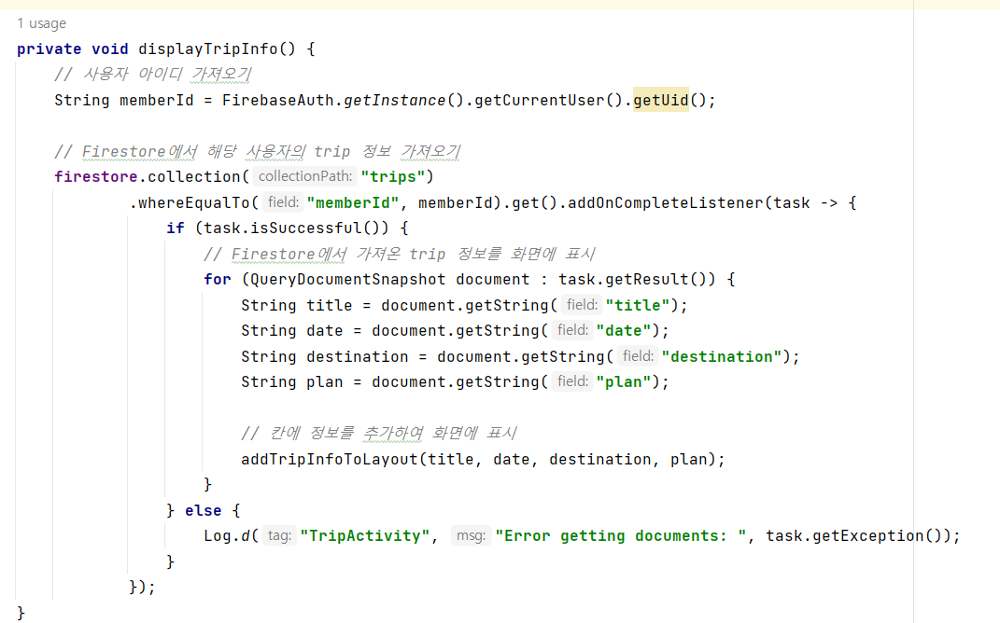 1 usage
private void displayTripInfo() {
// 사용자 아이디 가져오기
String memberId = FirebaseAuth.getInstance().getCurrentUser().getUid();
// Firestore에서 해당 사용자의 trip 정보 가져오기
firestore.collection( collectionPath: "trips")
.whereEqualTo( field: "memberId", memberId).get().addOnCompleteListener(task -> {
if (task.isSuccessful()) {
// Firestore에서 가져온 trip 정보를 화면에 표시
for (QueryDocumentSnapshot document : task.getResult()) {
String title = document.getString( field: "title");
String date = document.getString( field: "date");
String destination = document.getString( field: "destination");
String plan = document.getString( field: "plan");
// 칸에 정보를 추가하여 화면에 표시
addTripInfoToLayout(title, date, destination, plan);
}
} else {
Log.d( tag: "TripActivity", msg: "Error getting documents: ", task.getException());
}
});
}